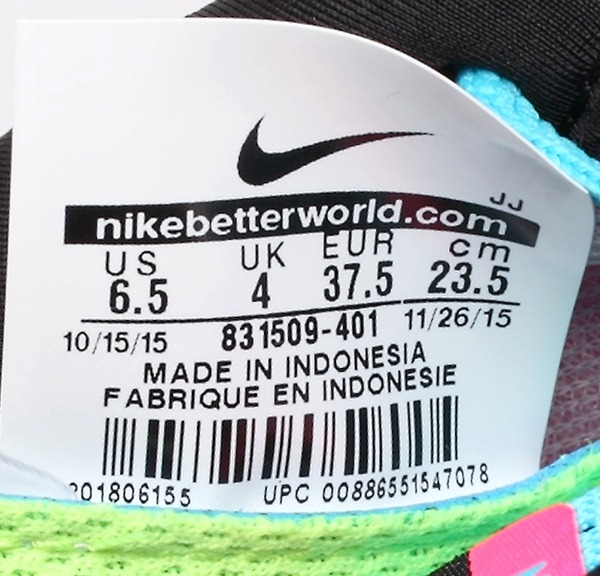 JJ
nikebetterworld.com
US UK EUR cm
6.5 4 37.5 23.5
10/15/15 831509-401 11/26/15
MADE IN INDONESIA
FABRIQUE EN INDONESIE
201806155 UPC 00886551547078